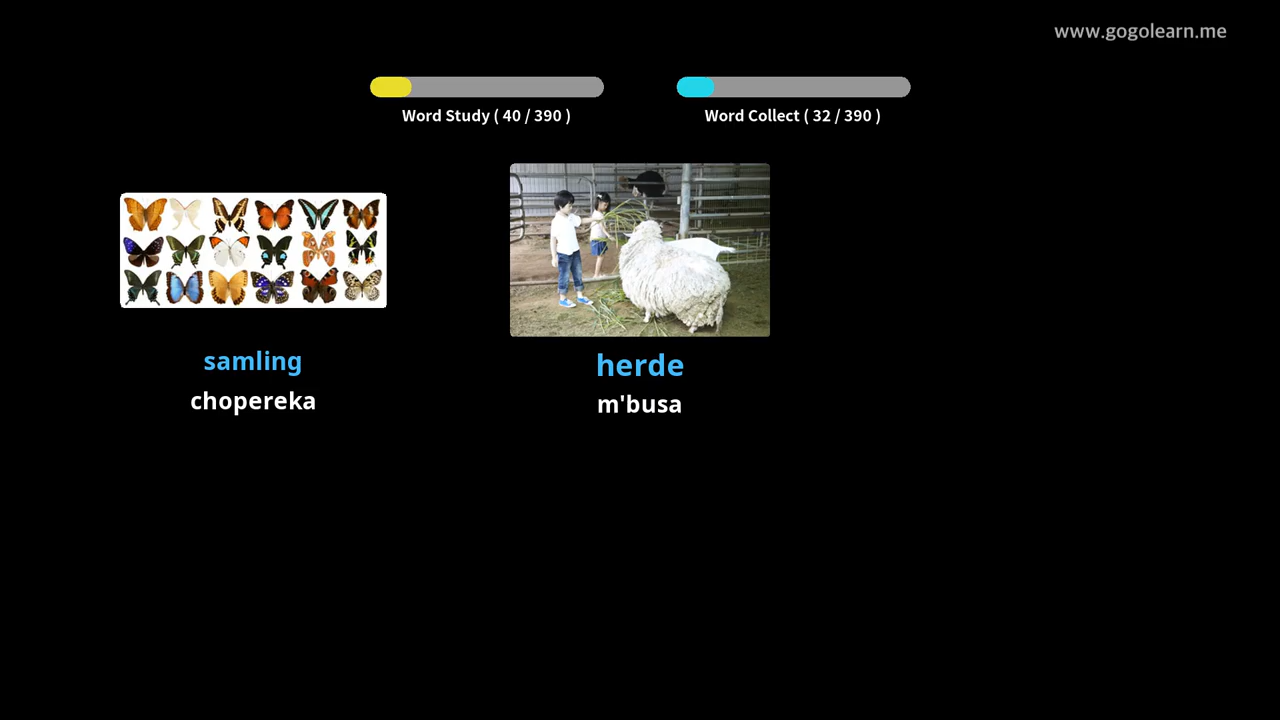 www.gogolearn.me
Word Study ( 40 / 390 )
Word Collect ( 32 / 390 )
samling
chopereka
herde
m'busa